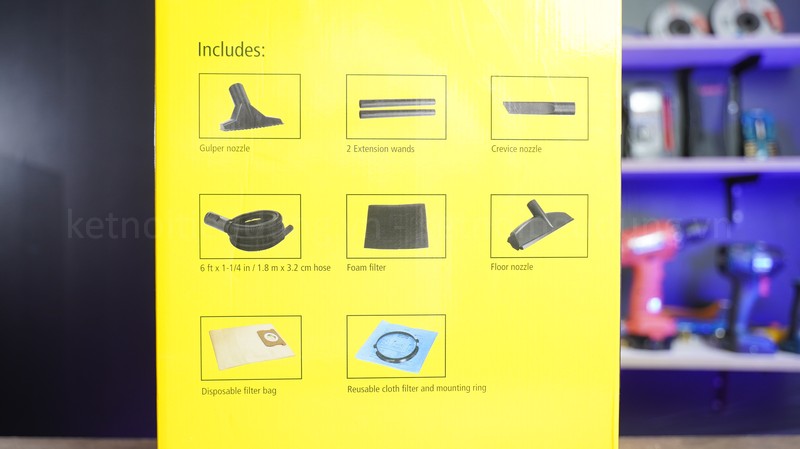 Includes:
Gulper nozzle
2 Extension wands
Crevice nozzle
6 ft x 1-1/4 in / 1.8 m x 3.2 cm hose
Foam filter
Floor nozzle
Disposable filter bag
Reusable cloth filter and mounting ring